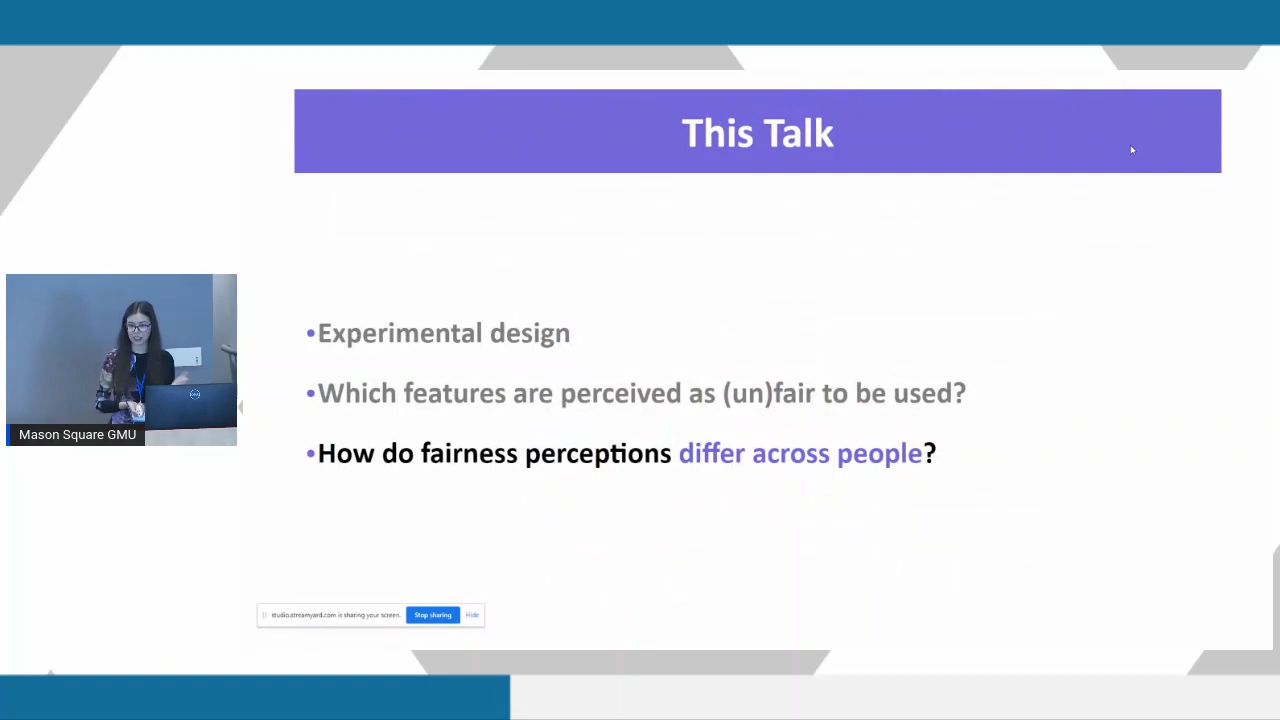 This Talk
•Experimental design
•Which features are perceived as (un)fair to be used?
•How do fairness perceptions differ across people?
Mason Square GMU
studio.streamyard.com is sharing your screen. Stop sharing Hide